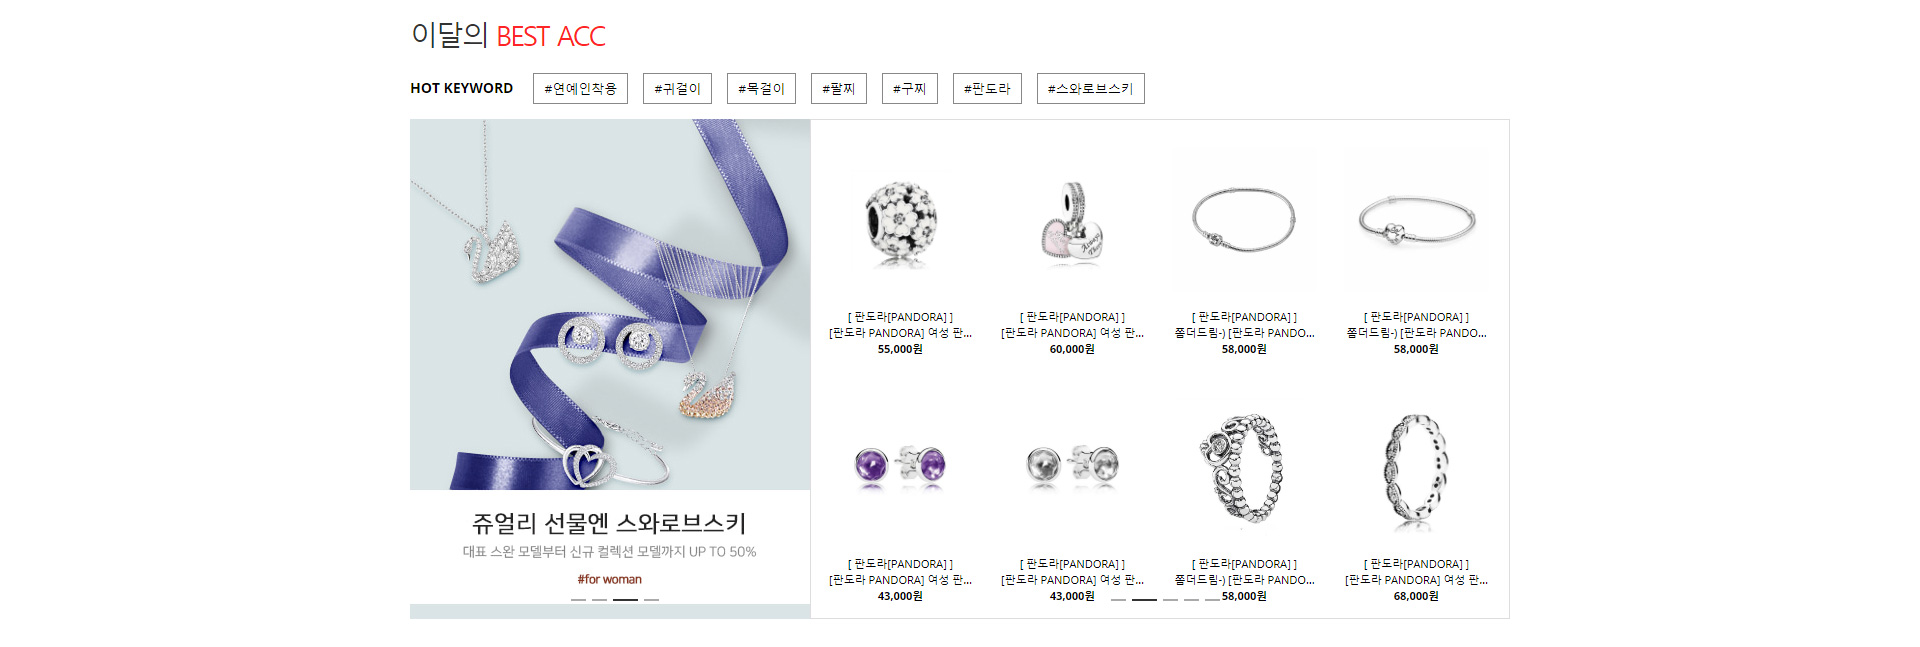 이달의 BEST ACC
HOT KEYWORD #연예인착용 #귀걸이 #목걸이 #팔찌 #구찌 #판도라 #스와로브스키
쥬얼리 선물엔 스와로브스키
대표 스완 모델부터 신규 컬렉션 모델까지 UP TO 50%
#for woman
[ 판도라[PANDORA] ]
[판도라 PANDORA] 여성 판...
55,000원
[ 판도라[PANDORA] ]
[판도라 PANDORA] 여성 판...
60,000원
[ 판도라[PANDORA] ]
쫌더드림-) [판도라 PANDO...
58,000원
[ 판도라[PANDORA] ]
쫌더드림-) [판도라 PANDO...
58,000원
[ 판도라[PANDORA] ]
[판도라 PANDORA] 여성 판...
43,000원
[ 판도라[PANDORA] ]
[판도라 PANDORA] 여성 판...
43,000원
[ 판도라[PANDORA] ]
쫌더드림-) [판도라 PANDO...
58,000원
[ 판도라[PANDORA] ]
[판도라 PANDORA] 여성 판...
68,000원